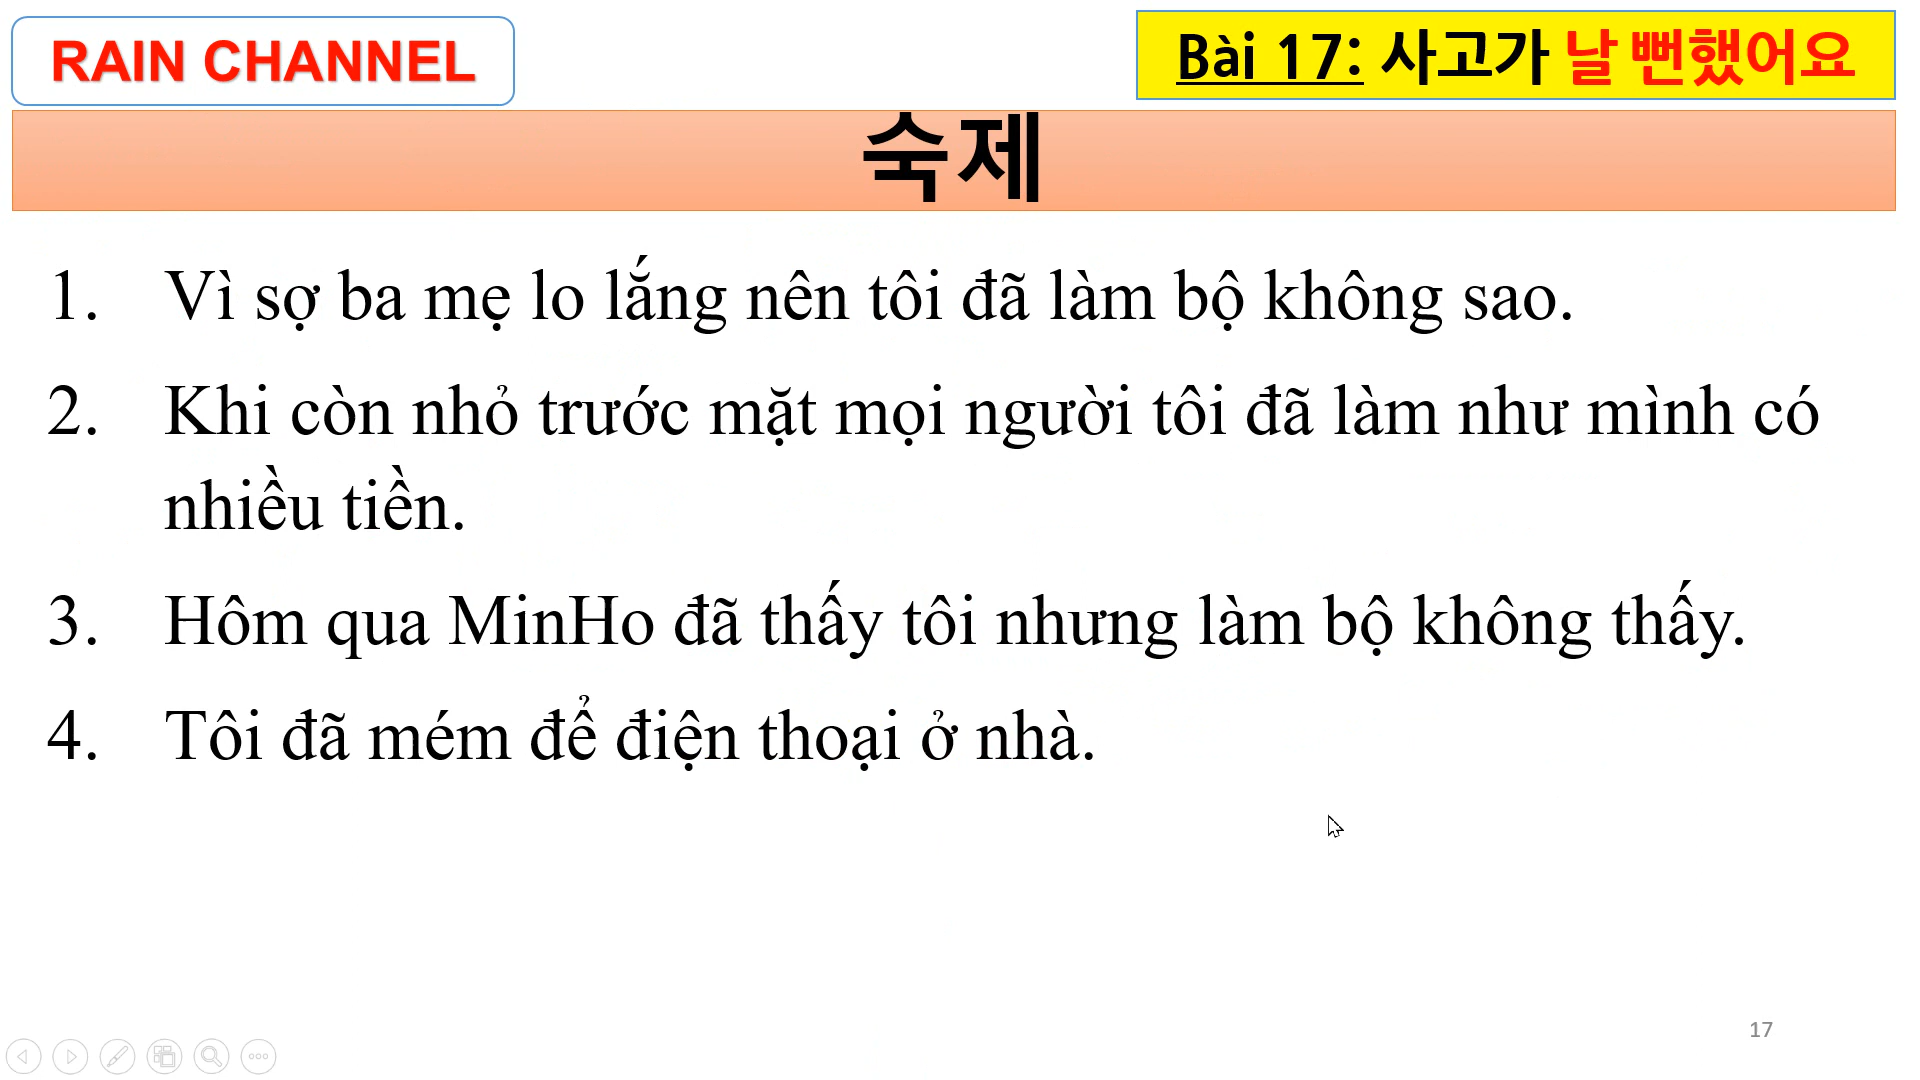 RAIN CHANNEL
Bài 17: 사고가 날 뻔했어요
숙제
1. Vì sợ ba mẹ lo lắng nên tôi đã làm bộ không sao.
2. Khi còn nhỏ trước mặt mọi người tôi đã làm như mình có
nhiều tiền.
3. Hôm qua MinHo đã thấy tôi nhưng làm bộ không thấy.
4. Tôi đã mém để điện thoại ở nhà.
17